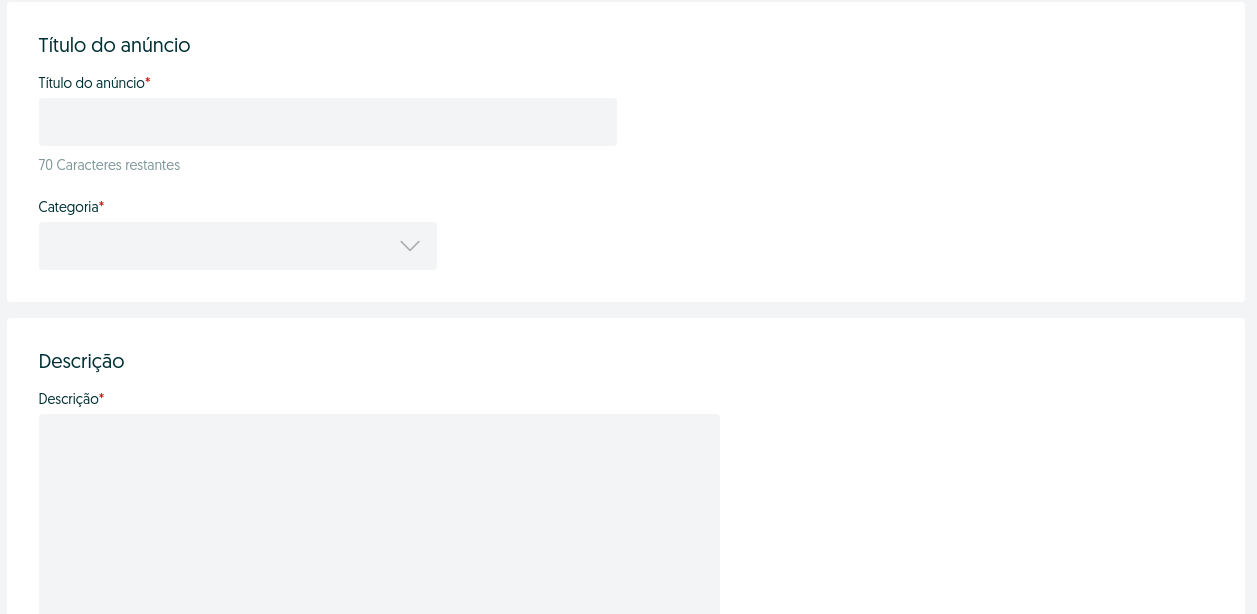 Título do anúncio
Título do anúncio*
70 Caracteres restantes
Categoria*
Descrição
Descrição*